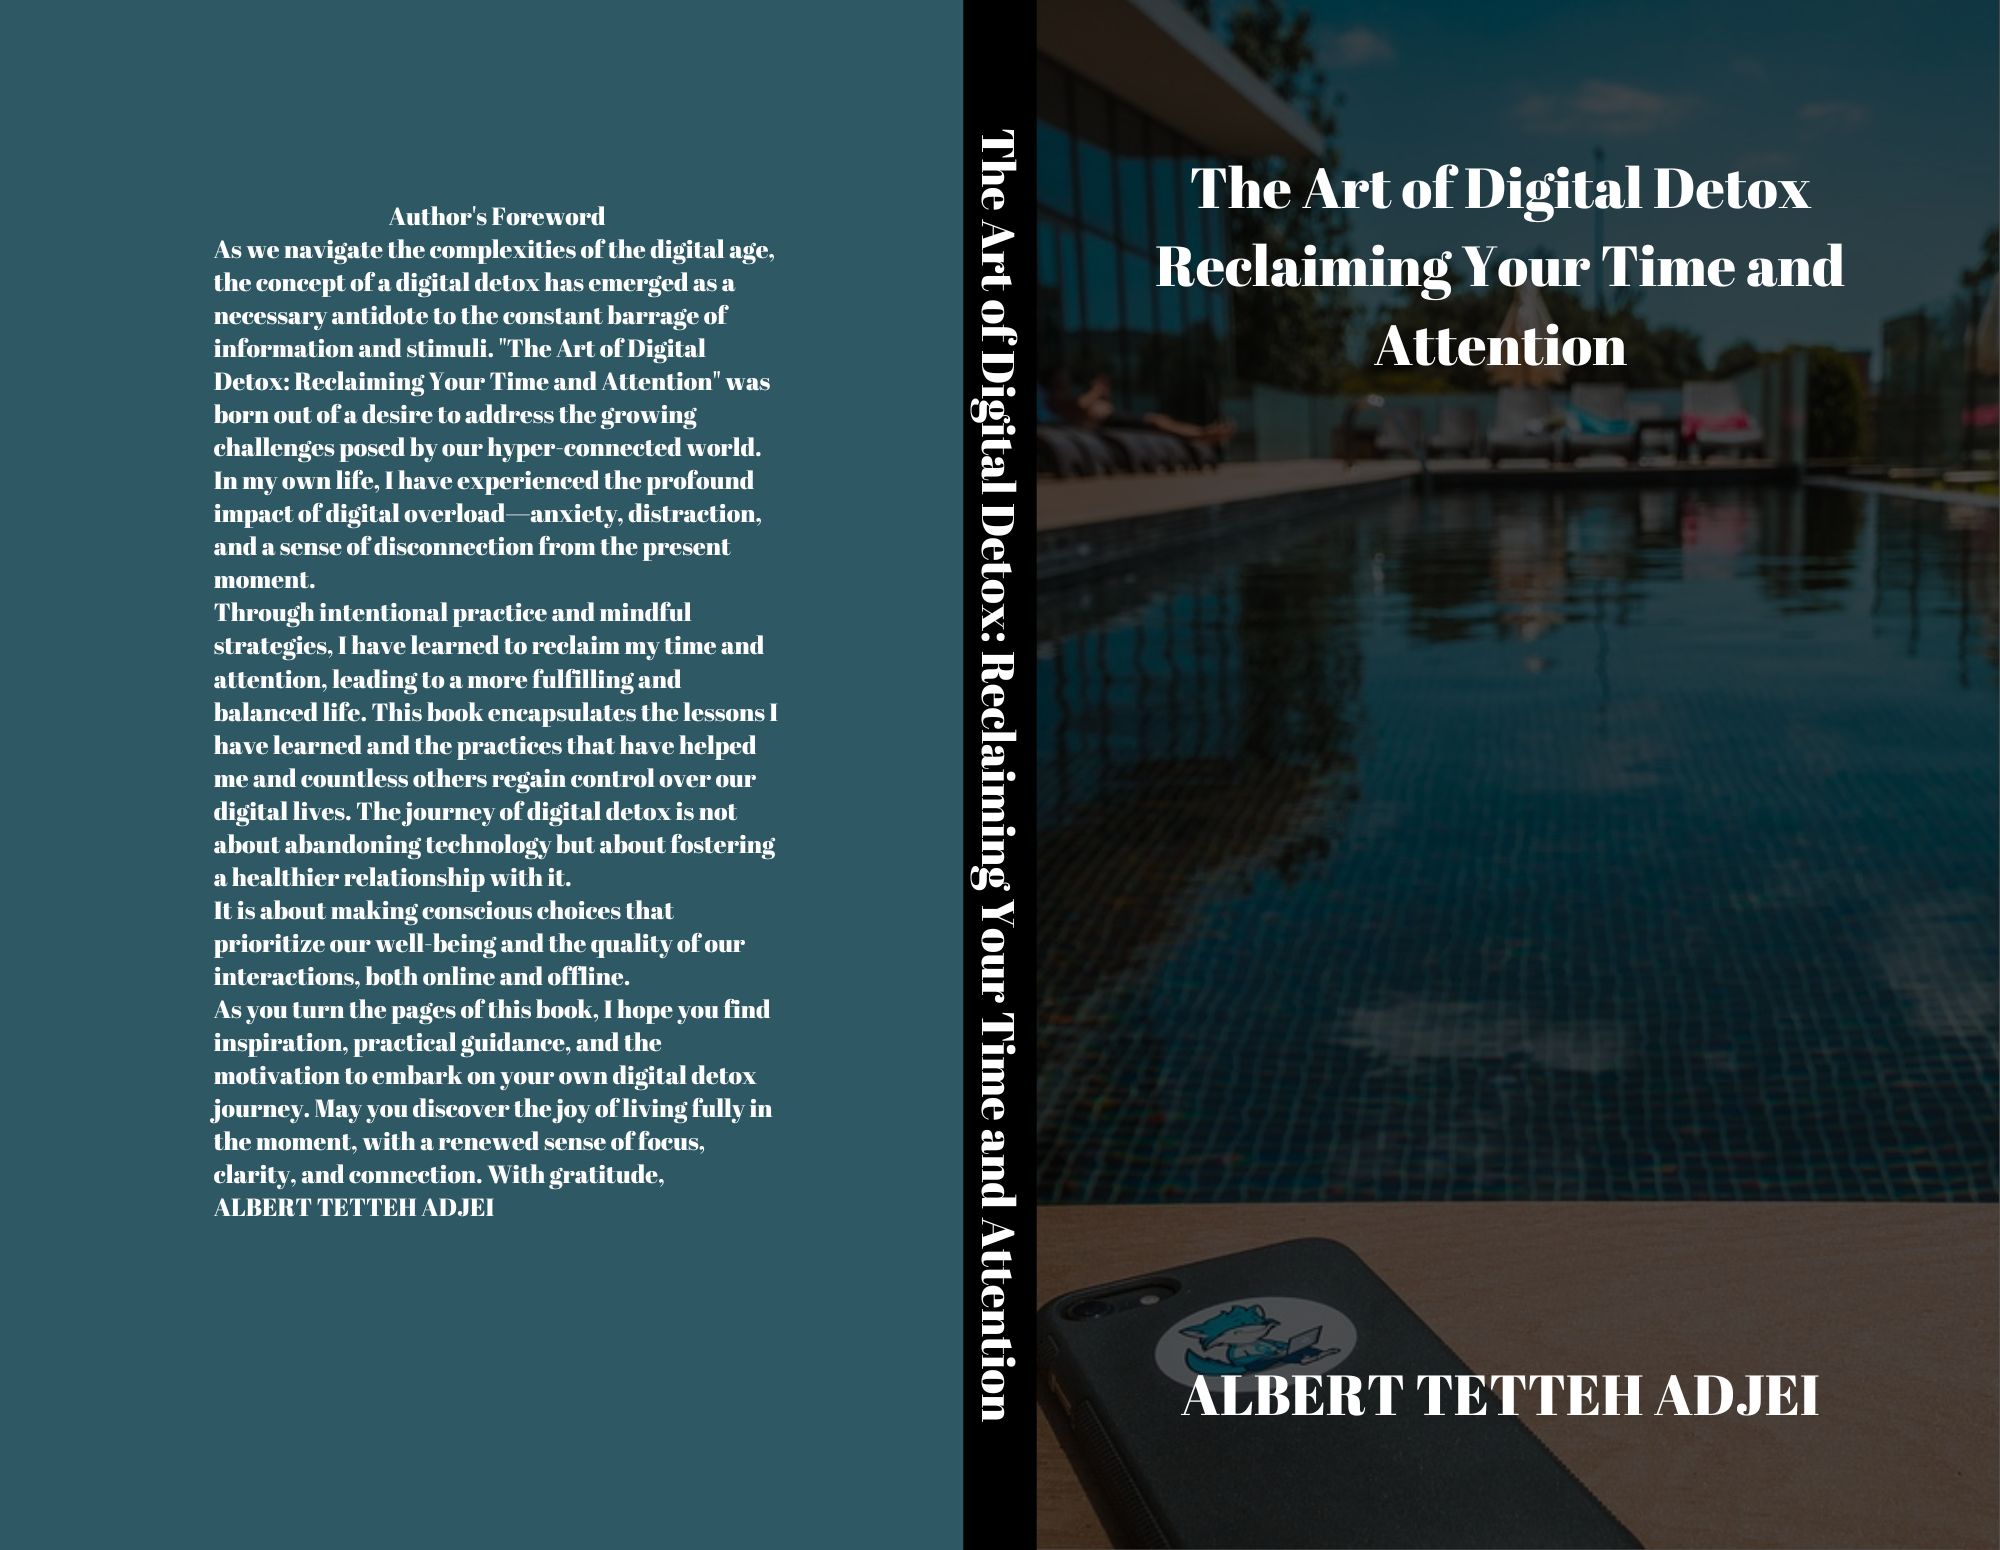 Author's Foreword
As we navigate the complexities of the digital age,
the concept of a digital detox has emerged as a
necessary antidote to the constant barrage of
information and stimuli. "The Art of Digital
Detox: Reclaiming Your Time and Attention" was
born out of a desire to address the growing
challenges posed by our hyper-connected world.
In my own life, I have experienced the profound
impact of digital overload—anxiety, distraction,
and a sense of disconnection from the present
moment.
Through intentional practice and mindful
strategies, I have learned to reclaim my time and
attention, leading to a more fulfilling and
balanced life. This book encapsulates the lessons I
have learned and the practices that have helped
me and countless others regain control over our
digital lives. The journey of digital detox is not
about abandoning technology but about fostering
a healthier relationship with it.
It is about making conscious choices that
prioritize our well-being and the quality of our
interactions, both online and offline.
As you turn the pages of this book, I hope you find
inspiration, practical guidance, and the
motivation to embark on your own digital detox
journey. May you discover the joy of living fully in
the moment, with a renewed sense of focus,
clarity, and connection. With gratitude,
ALBERT TETTEH ADJEI
The Art of Digital Detox: Reclaiming Your Time and Attention
The Art of Digital Detox
Reclaiming Your Time and
Attention
ALBERT TETTEH ADJEI